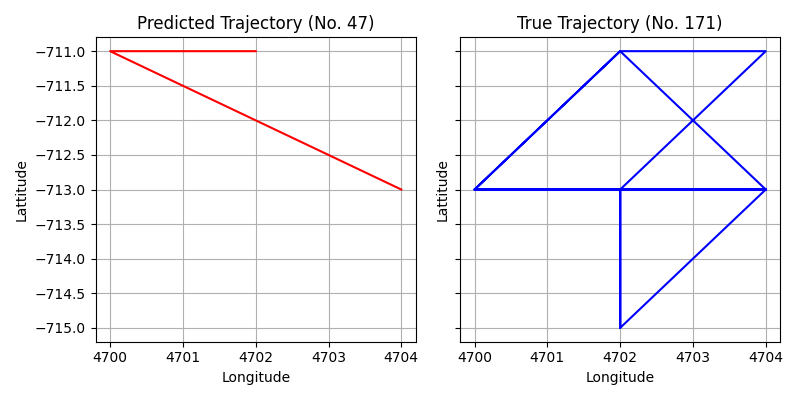 Predicted Trajectory (No. 47)
True Trajectory (No. 171)
−711.0
−711.5
−712.0
−712.5
−713.0
−713.5
−714.0
−714.5
−715.0
Lattitude
Lattitude
4700 4701 4702 4703 4704
4700 4701 4702 4703 4704
Longitude
Longitude